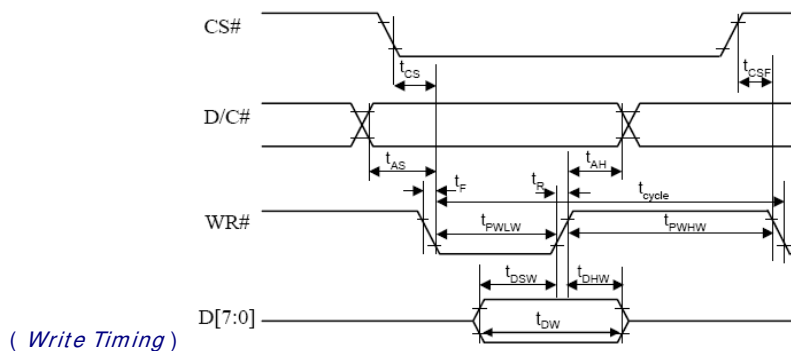 CS#
t_CS
t_CSF
D/C#
t_AS
t_AH
t_F
t_R
t_cycle
WR#
t_PWLW
t_PWHW
t_DSW
t_DHW
D[7:0]
t_DW
( Write Timing )